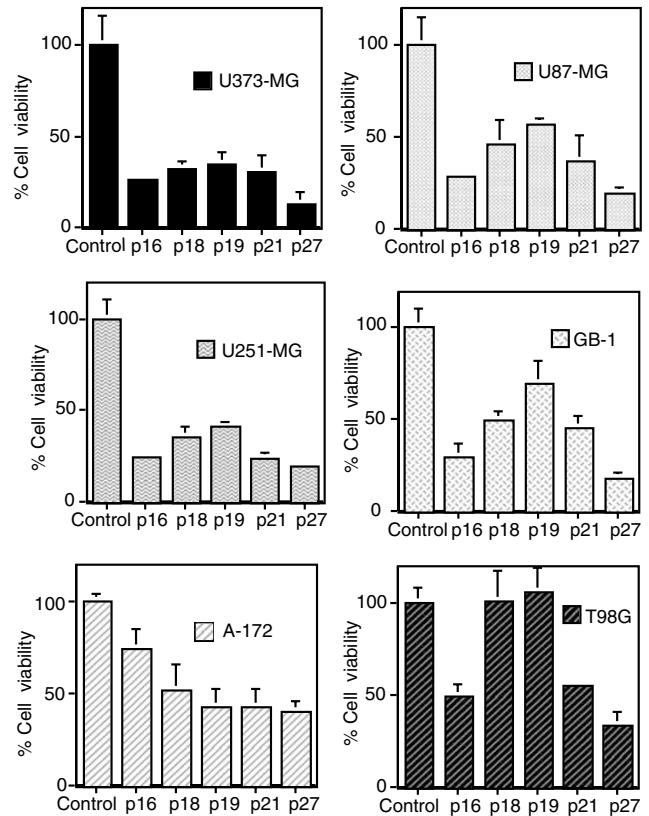 % Cell viability
100
50
0
U373-MG
Control p16 p18 p19 p21 p27
% Cell viability
100
50
0
U87-MG
Control p16 p18 p19 p21 p27
% Cell viability
100
50
0
U251-MG
Control p16 p18 p19 p21 p27
% Cell viability
100
50
0
GB-1
Control p16 p18 p19 p21 p27
% Cell viability
100
50
0
A-172
Control p16 p18 p19 p21 p27
% Cell viability
100
50
0
T98G
Control p16 p18 p19 p21 p27